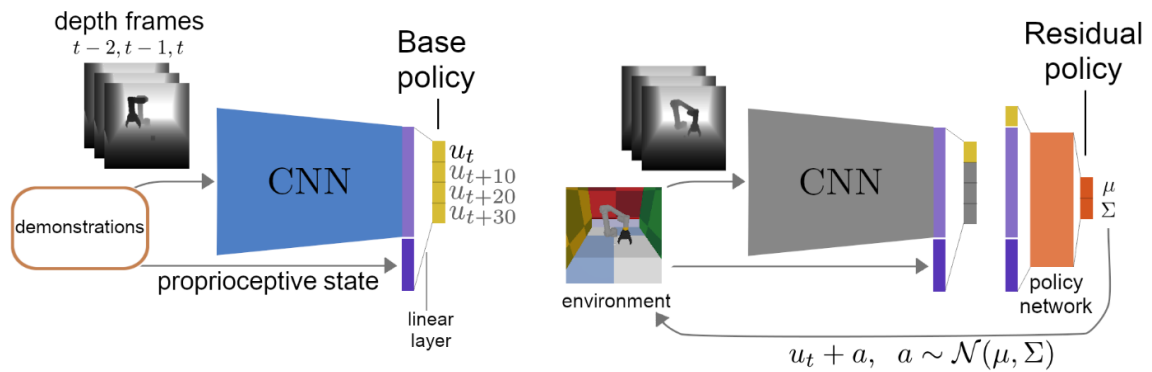 depth frames
t − 2, t − 1, t
Base
policy
CNN
u_t
u_{t+10}
u_{t+20}
u_{t+30}
demonstrations
proprioceptive state
linear
layer
Residual
policy
CNN
μ
Σ
environment
policy
network
u_t + a, a ∼ N(μ, Σ)